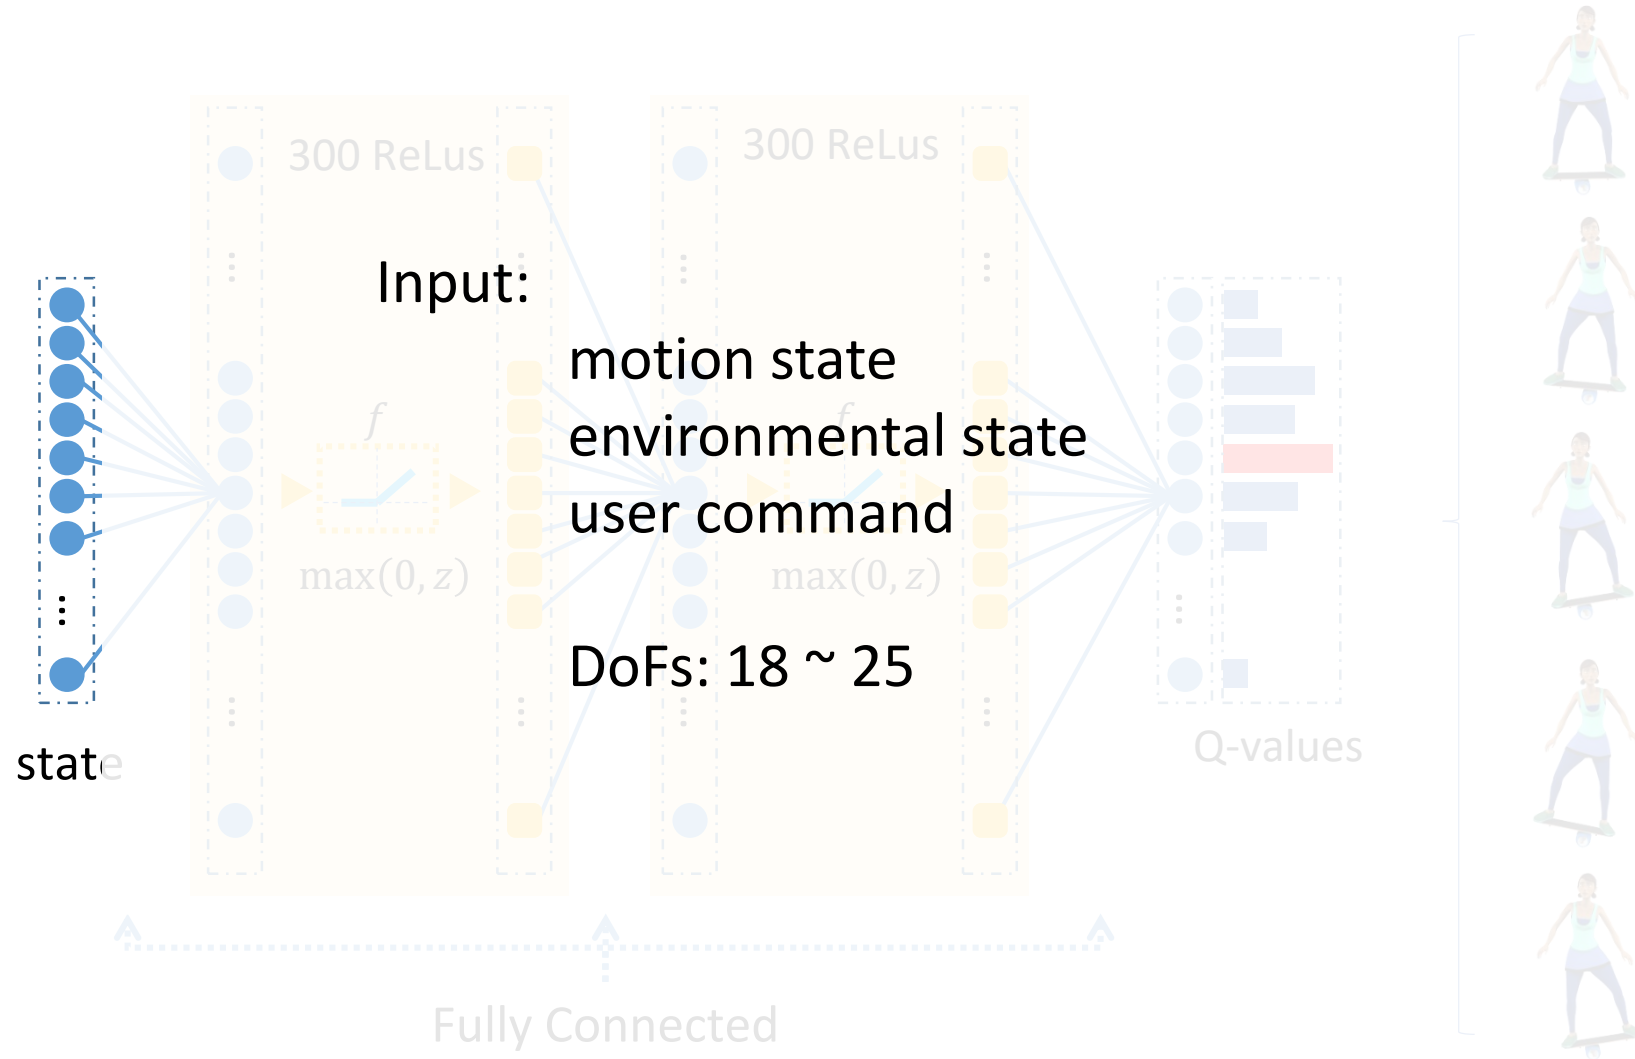 300 ReLus
300 ReLus
Input:
motion state
environmental state
user command
f
f
max(0, z)
max(0, z)
DoFs: 18 ~ 25
state
Q-values
Fully Connected